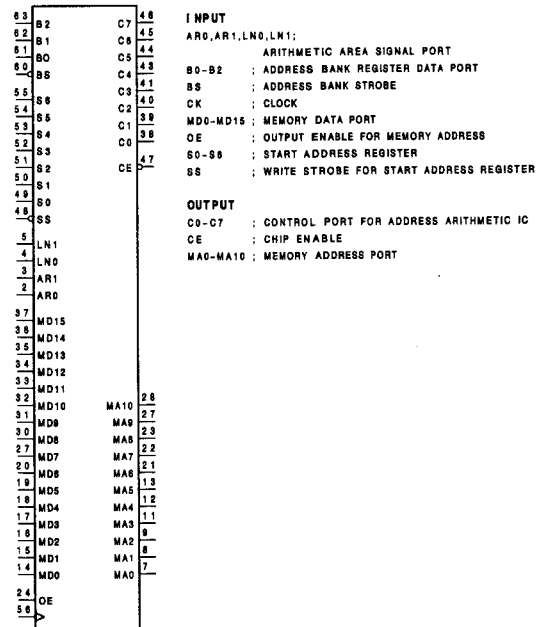 63 B2 C7 46
62 B1 C6 45
61 B0 C5 44
60 BS C4 43
C3 41
55 S6 C2 40
54 S5 C1 39
53 S4 C0 38
52 S3
51 S2 CE 47
50 S1
49 S0
48 SS
5 LN1
4 LN0
3 AR1
2 AR0
37 MD15
36 MD14
35 MD13
34 MD12
33 MD11
32 MD10 MA10 28
31 MD9 MA9 27
30 MD8 MA8 23
27 MD7 MA7 22
20 MD6 MA6 21
19 MD5 MA5 13
18 MD4 MA4 12
17 MD3 MA3 11
16 MD2 MA2 9
15 MD1 MA1 8
14 MD0 MA0 7
24 OE
56
INPUT
AR0,AR1,LN0,LN1;
ARITHMETIC AREA SIGNAL PORT
B0-B2 ; ADDRESS BANK REGISTER DATA PORT
BS ; ADDRESS BANK STROBE
CK ; CLOCK
MD0-MD15 ; MEMORY DATA PORT
OE ; OUTPUT ENABLE FOR MEMORY ADDRESS
S0-S6 ; START ADDRESS REGISTER
SS ; WRITE STROBE FOR START ADDRESS REGISTER
OUTPUT
C0-C7 ; CONTROL PORT FOR ADDRESS ARITHMETIC IC
CE ; CHIP ENABLE
MA0-MA10 ; MEMORY ADDRESS PORT